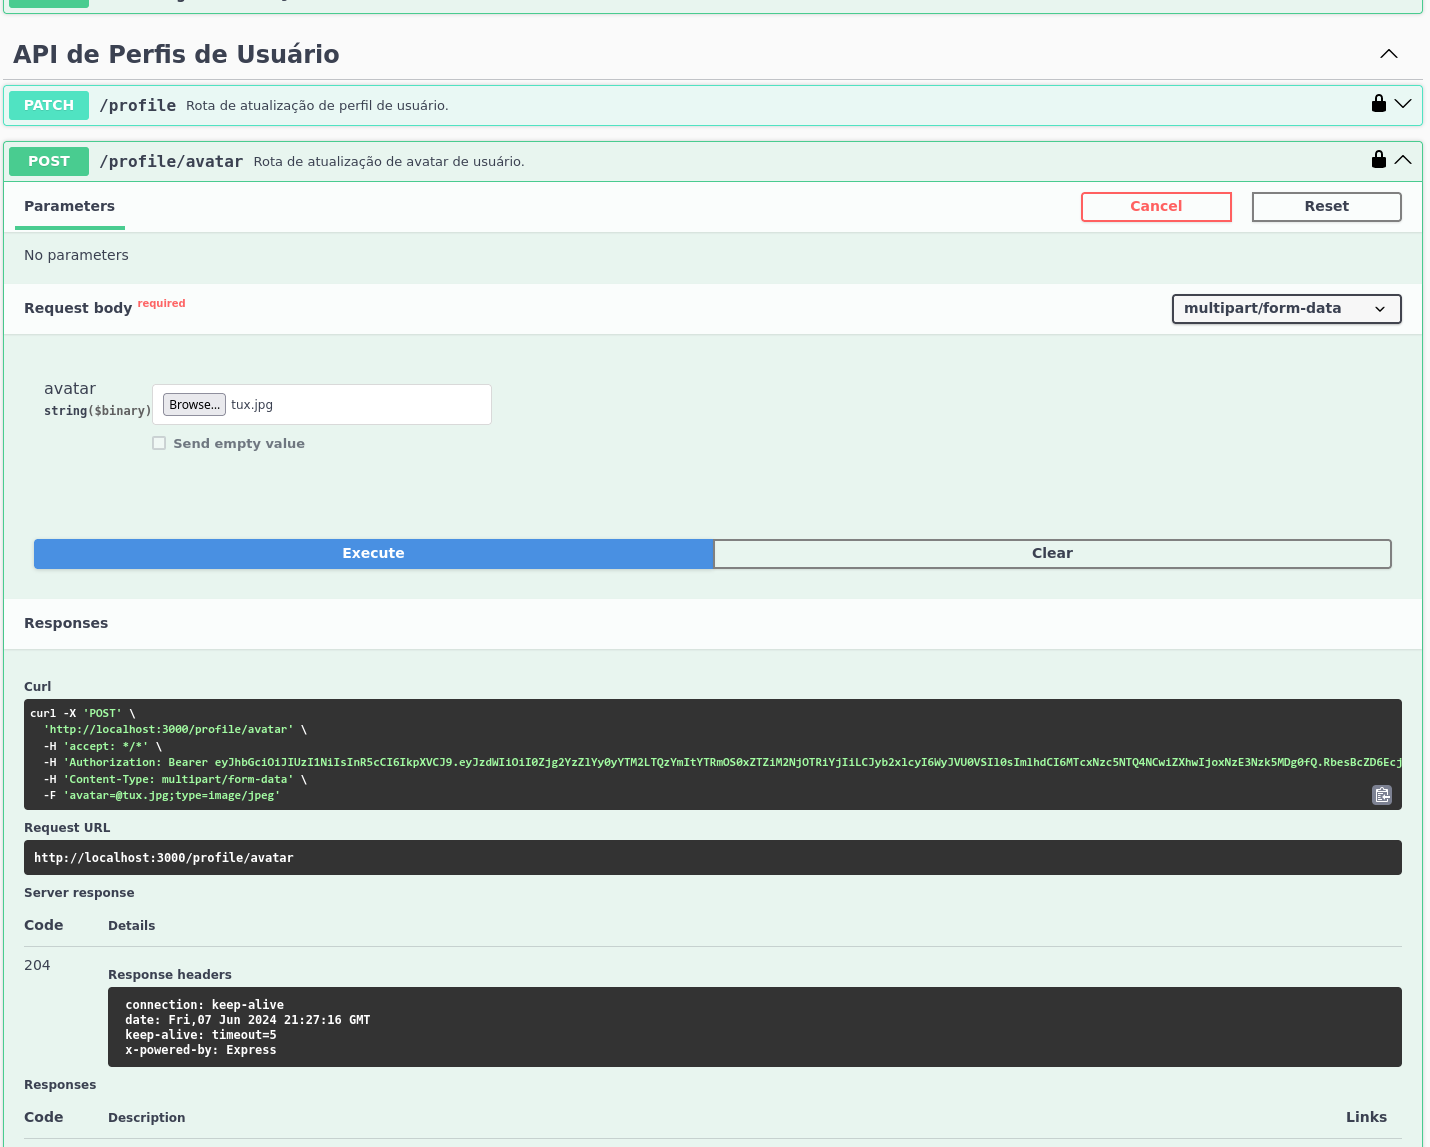 API de Perfis de Usuário
PATCH /profile Rota de atualização de perfil de usuário.
POST /profile/avatar Rota de atualização de avatar de usuário.
Parameters Cancel Reset
No parameters
Request body required multipart/form-data
avatar
string($binary) Browse... tux.jpg
Send empty value
Execute Clear
Responses
Curl
curl -X 'POST' \
'http://localhost:3000/profile/avatar' \
-H 'accept: */*' \
-H 'Authorization: Bearer
-H 'Content-Type: multipart/form-data' \
-F 'avatar=@tux.jpg;type=image/jpeg'
Request URL
http://localhost:3000/profile/avatar
Server response
Code Details
204
Response headers
connection: keep-alive
date: Fri,07 Jun 2024 21:27:16 GMT
keep-alive: timeout=5
x-powered-by: Express
Responses
Code Description Links